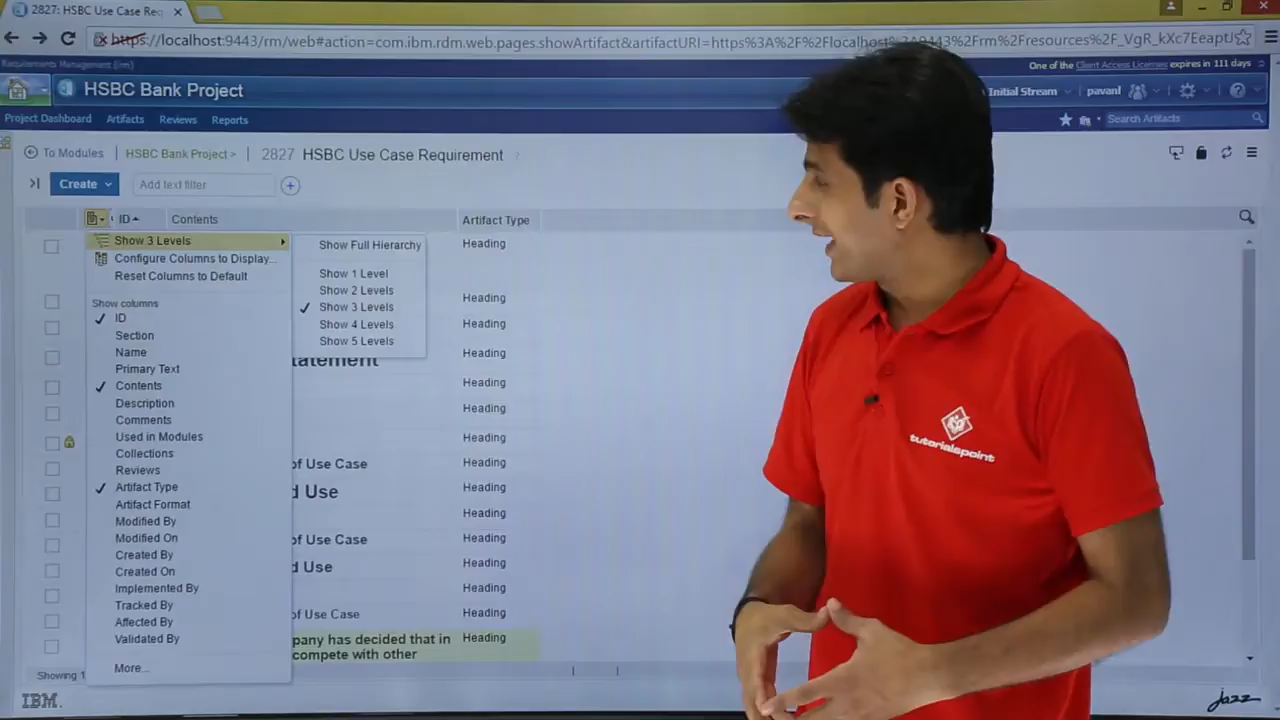 2827: HSBC Use Case Req
https://localhost:9443/rm/web#action=com.ibm.rdm.web.pages.showArtifact&artifactURI=https%3A%2F%2Flocalhost
%3A9443%2Frm%2Fresources%2F_VgR_kXc7EeaptU
Requirements Management (/rm)
One of the Client Access Licenses expires in 111 days
HSBC Bank Project
Initial Stream
pavanl
Project Dashboard
Artifacts
Reviews
Reports
Search Artifacts
To Modules
HSBC Bank Project >
2827 HSBC Use Case Requirement
Create
Add text filter
ID
Contents
Artifact Type
Show 3 Levels
Configure Columns to Display...
Reset Columns to Default
Show columns
ID
Section
Name
Primary Text
Contents
Description
Comments
Used in Modules
Collections
Reviews
Artifact Type
Artifact Format
Modified By
Modified On
Created By
Created On
Implemented By
Tracked By
Affected By
Validated By
More...
Show Full Hierarchy
Show 1 Level
Show 2 Levels
Show 3 Levels
Show 4 Levels
Show 5 Levels
Heading
Heading
Heading
tatement
Heading
Heading
Heading
Heading
of Use Case
Heading
d Use
Heading
Heading
of Use Case
Heading
d Use
Heading
Heading
of Use Case
Heading
pany has decided that in
compete with other
Heading
Showing 1
IBM.
Jazz
tutorialspoint